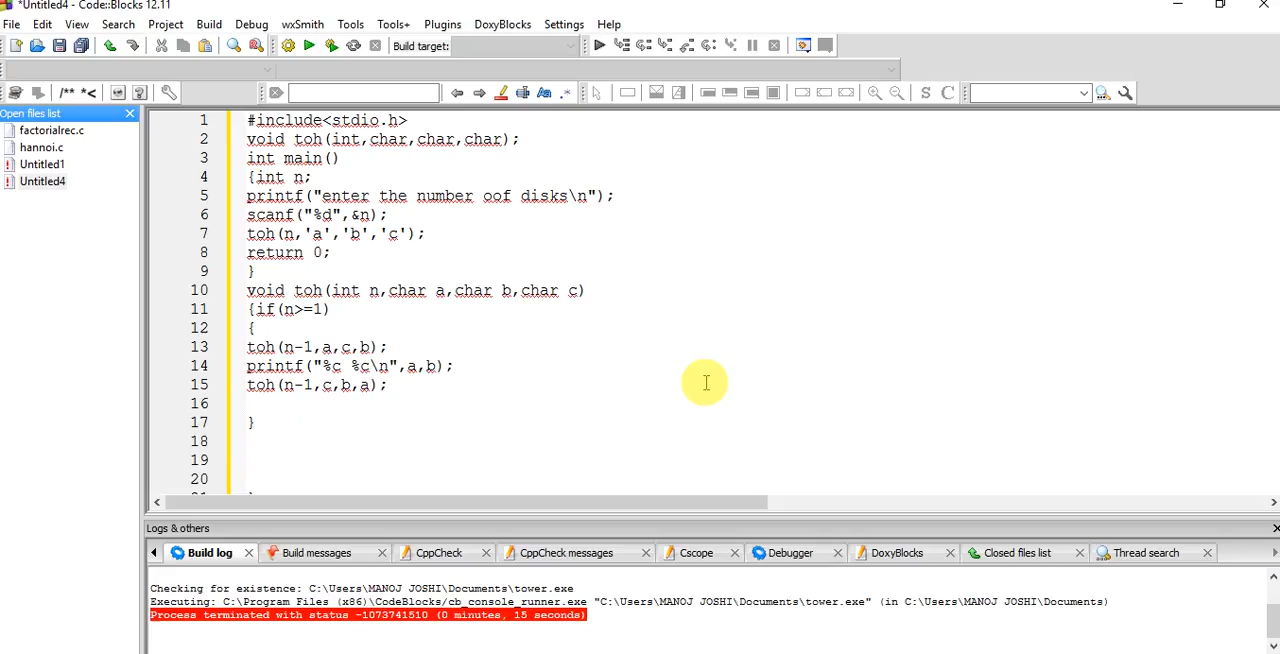 *Untitled4 - Code::Blocks 12.11
File Edit View Search Project Build Debug wxSmith Tools Tools+ Plugins DoxyBlocks Settings Help
Build target:
/** *<
S C
Open files list
factorialrec.c
hannoi.c
Untitled1
Untitled4
1 #include<stdio.h>
2 void toh(int,char,char,char);
3 int main()
4 {int n;
5 printf("enter the number oof disks\n");
6 scanf("%d",&n);
7 toh(n,'a','b','c');
8 return 0;
9 }
10 void toh(int n,char a,char b,char c)
11 {if(n>=1)
12 {
13 toh(n-1,a,c,b);
14 printf("%c %c\n",a,b);
15 toh(n-1,c,b,a);
16
17 }
18
19
20
Logs & others
Build log Build messages CppCheck CppCheck messages Cscope Debugger DoxyBlocks Closed files list Thread search
Checking for existence: C:\Users\MANOJ JOSHI\Documents\tower.exe
Executing: C:\Program Files (x86)\CodeBlocks/cb_console_runner.exe "C:\Users\MANOJ JOSHI\Documents\tower.exe" (in C:\Users\MANOJ JOSHI\Documents)
Process terminated with status -1073741510 (0 minutes, 15 seconds)